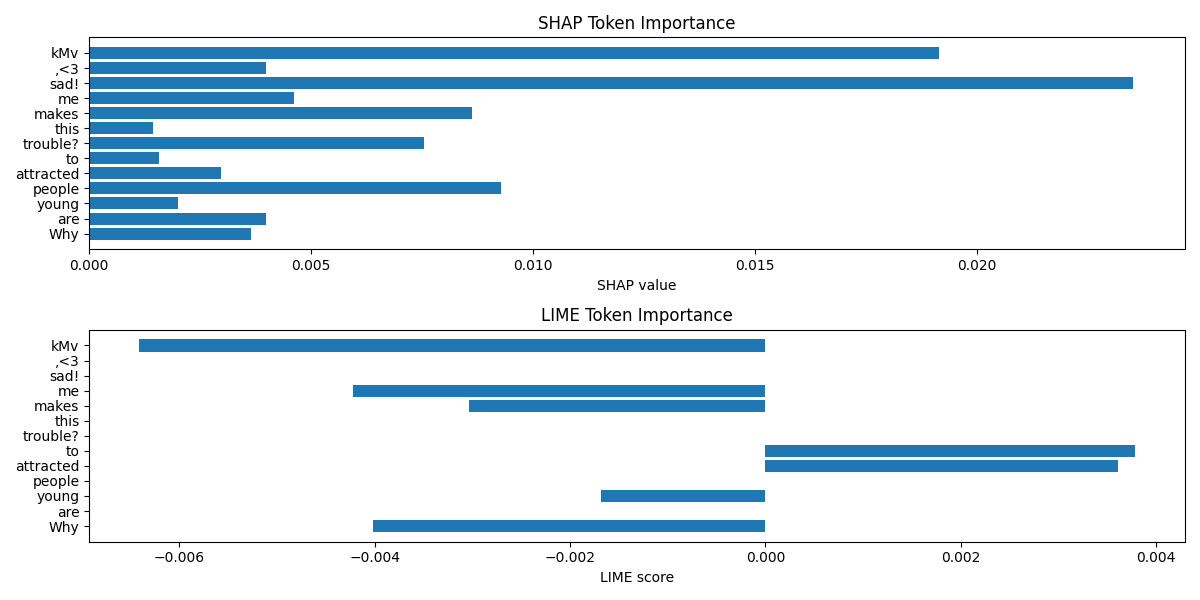 SHAP Token Importance
kMv
,<3
sad!
me
makes
this
trouble?
to
attracted
people
young
are
Why
0.000 0.005 0.010 0.015 0.020
SHAP value
LIME Token Importance
kMv
,<3
sad!
me
makes
this
trouble?
to
attracted
people
young
are
Why
−0.006 −0.004 −0.002 0.000 0.002 0.004
LIME score